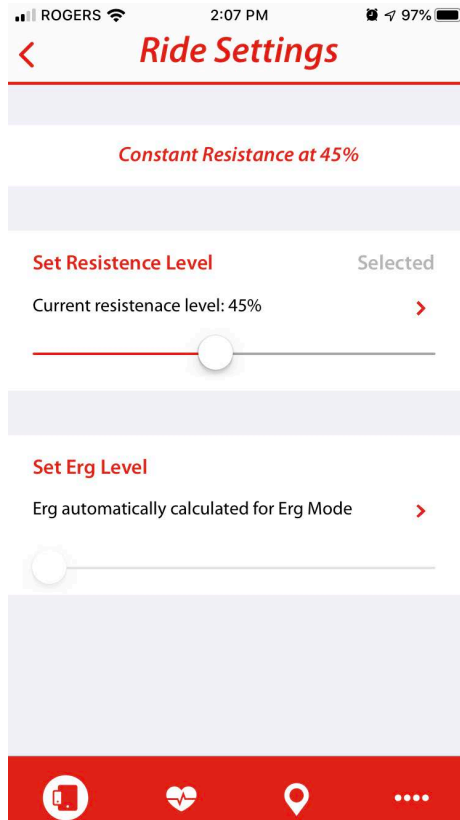 ROGERS 2:07 PM 97%
Ride Settings
Constant Resistance at 45%
Set Resistence Level Selected
Current resistenace level: 45%
Set Erg Level
Erg automatically calculated for Erg Mode